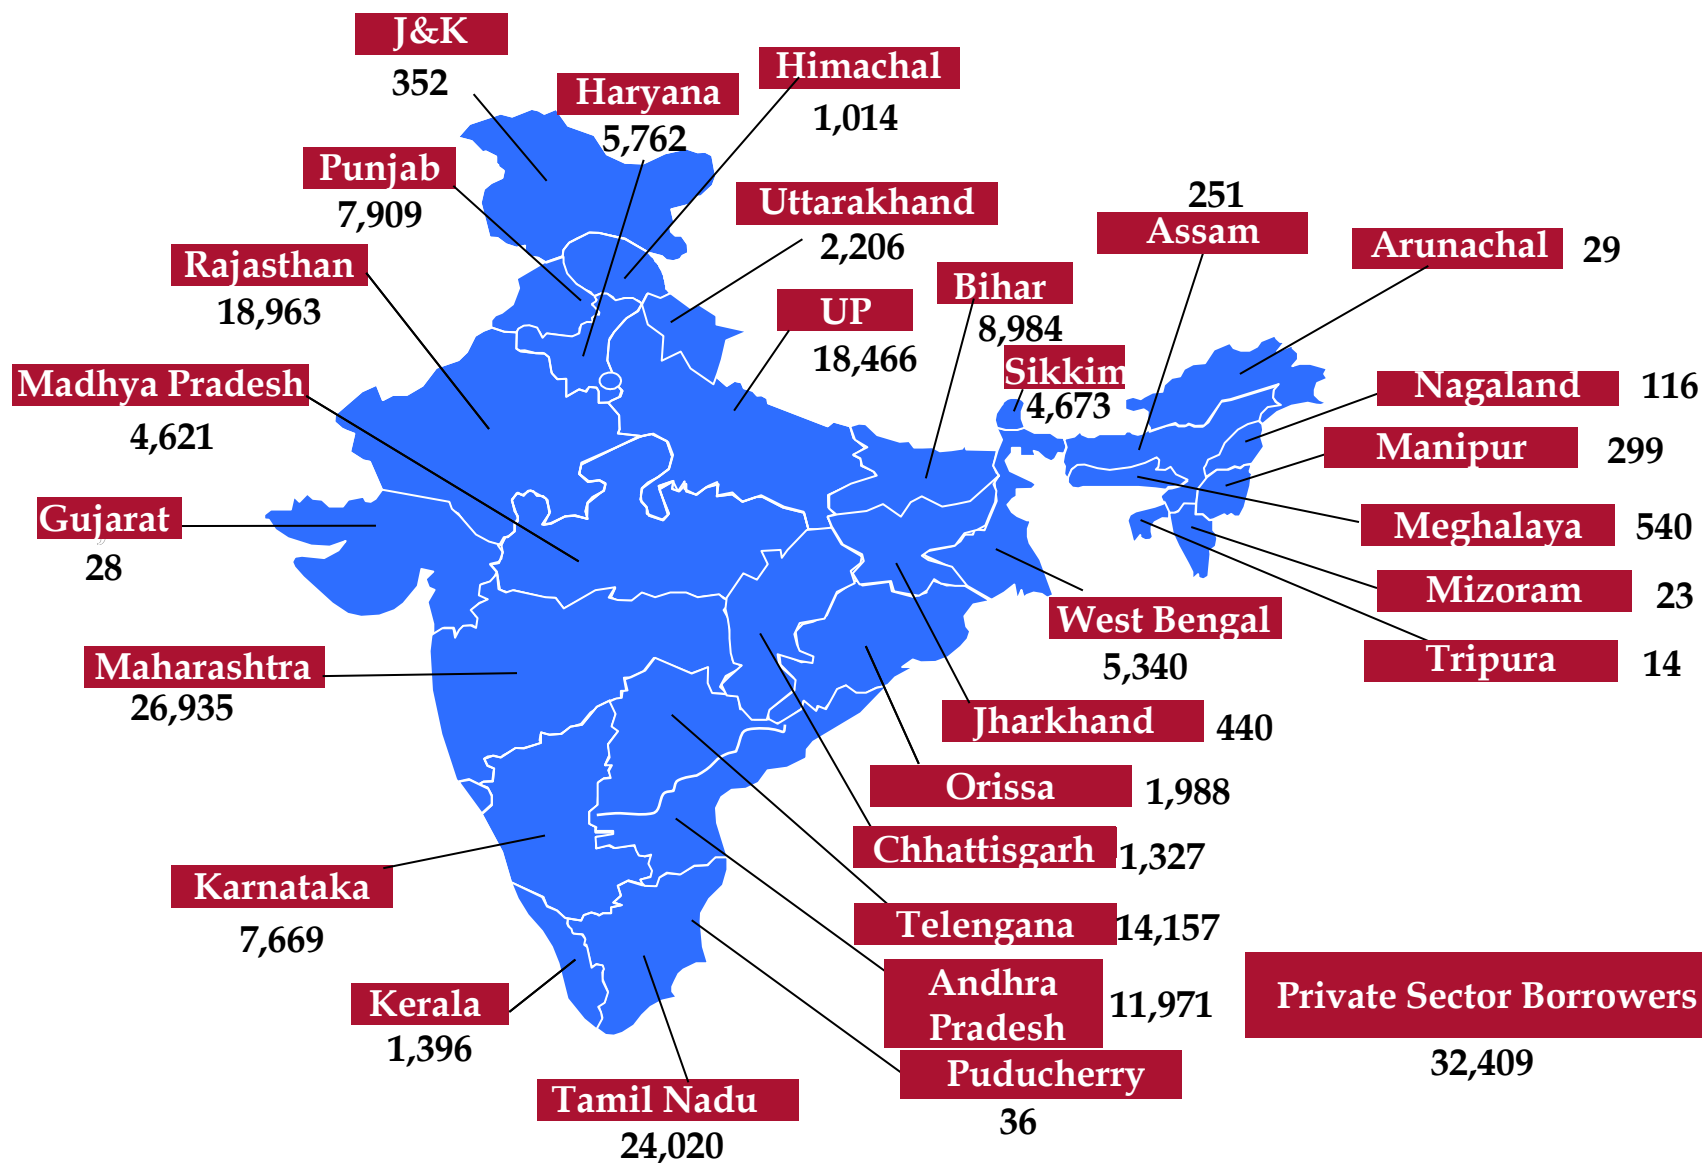 J&K
352
Himachal
1,014
Haryana
5,762
Punjab
7,909
Uttarakhand
2,206
251
Assam
Arunachal 29
Rajasthan
18,963
Bihar
8,984
UP
18,466
Sikkim
4,673
Madhya Pradesh
4,621
Nagaland 116
Manipur 299
Gujarat
28
Meghalaya 540
Mizoram 23
West Bengal
5,340
Tripura 14
Maharashtra
26,935
Jharkhand 440
Orissa 1,988
Chhattisgarh 1,327
Karnataka
7,669
Telengana 14,157
Andhra
Pradesh
11,971
Private Sector Borrowers
32,409
Kerala
1,396
Puducherry
36
Tamil Nadu
24,020